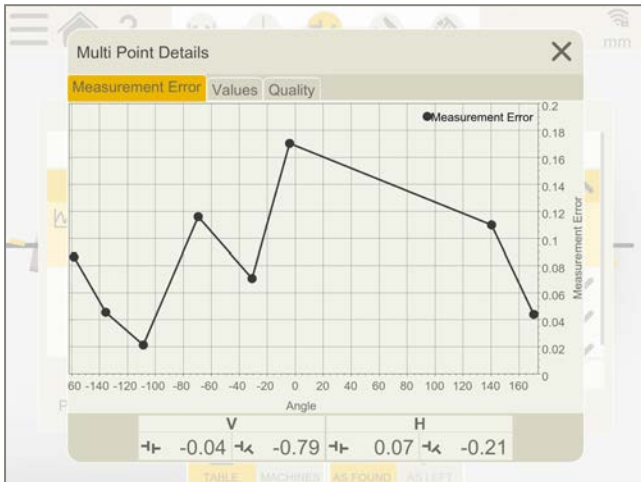 mm
Multi Point Details
Measurement Error Values Quality
Measurement Error
0.2
0.18
0.16
0.14
0.12
0.1
0.08
0.06
0.04
0.02
0
Measurement Error
60 -140 -120 -100 -80 -60 -40 -20 0 20 40 60 80 100 120 140 160
Angle
V H
-0.04 -0.79 0.07 -0.21
TABLE MACHINES AS FOUND AS LEFT